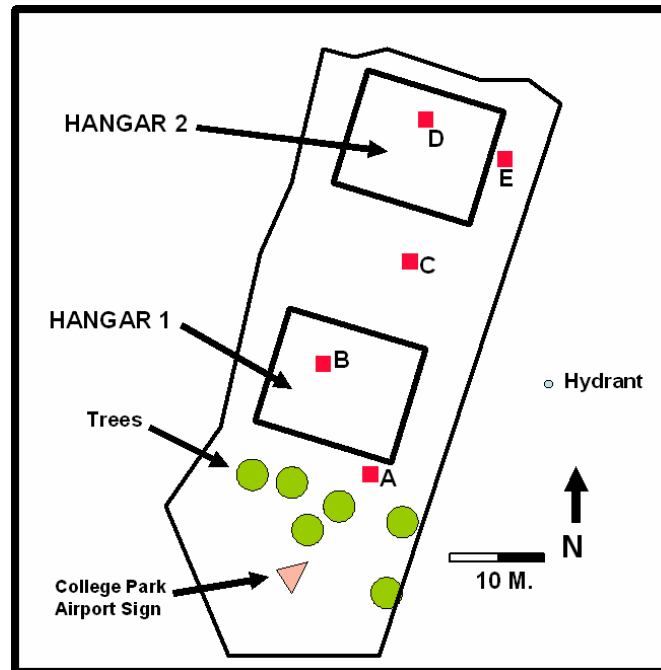 HANGAR 2
D
E
C
HANGAR 1
B
Hydrant
Trees
A
N
10 M.
College Park
Airport Sign